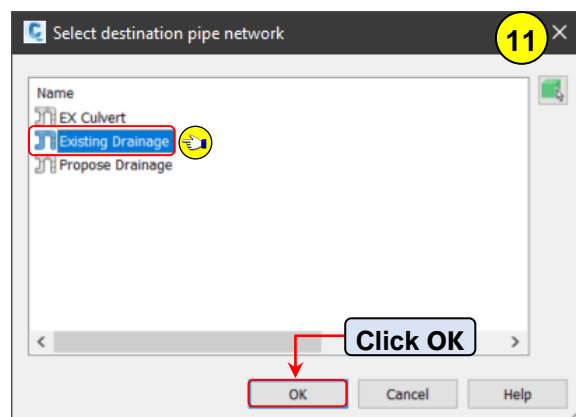 Select destination pipe network
11
Name
EX Culvert
Existing Drainage
Propose Drainage
Click OK
OK Cancel Help